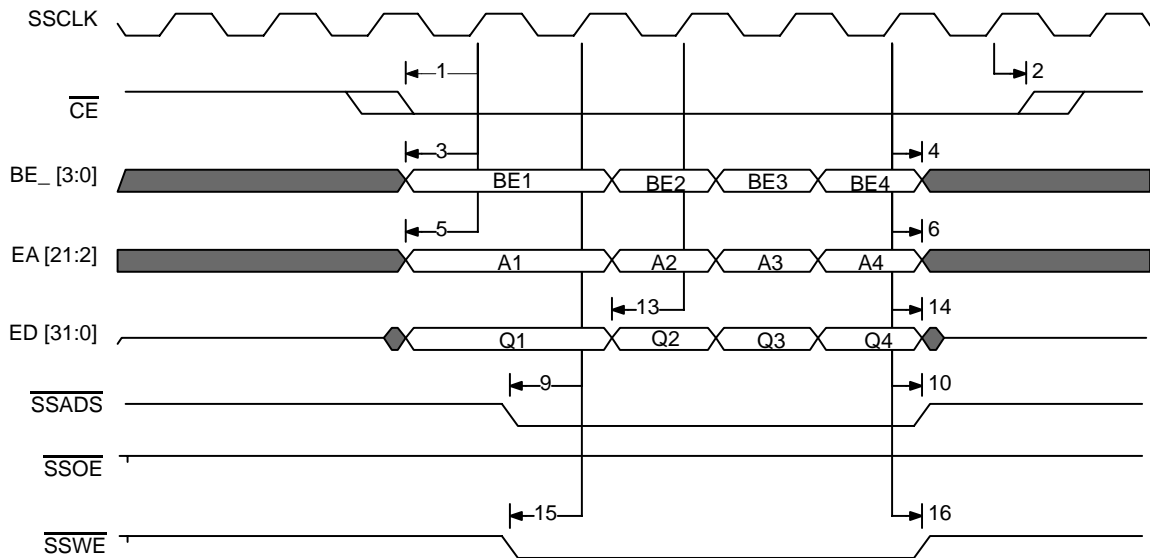 SSCLK
1 2
CE
3 4
BE_ [3:0] BE1 BE2 BE3 BE4
5 6
EA [21:2] A1 A2 A3 A4
13 14
ED [31:0] Q1 Q2 Q3 Q4
9 10
SSADS
SSOE
15 16
SSWE